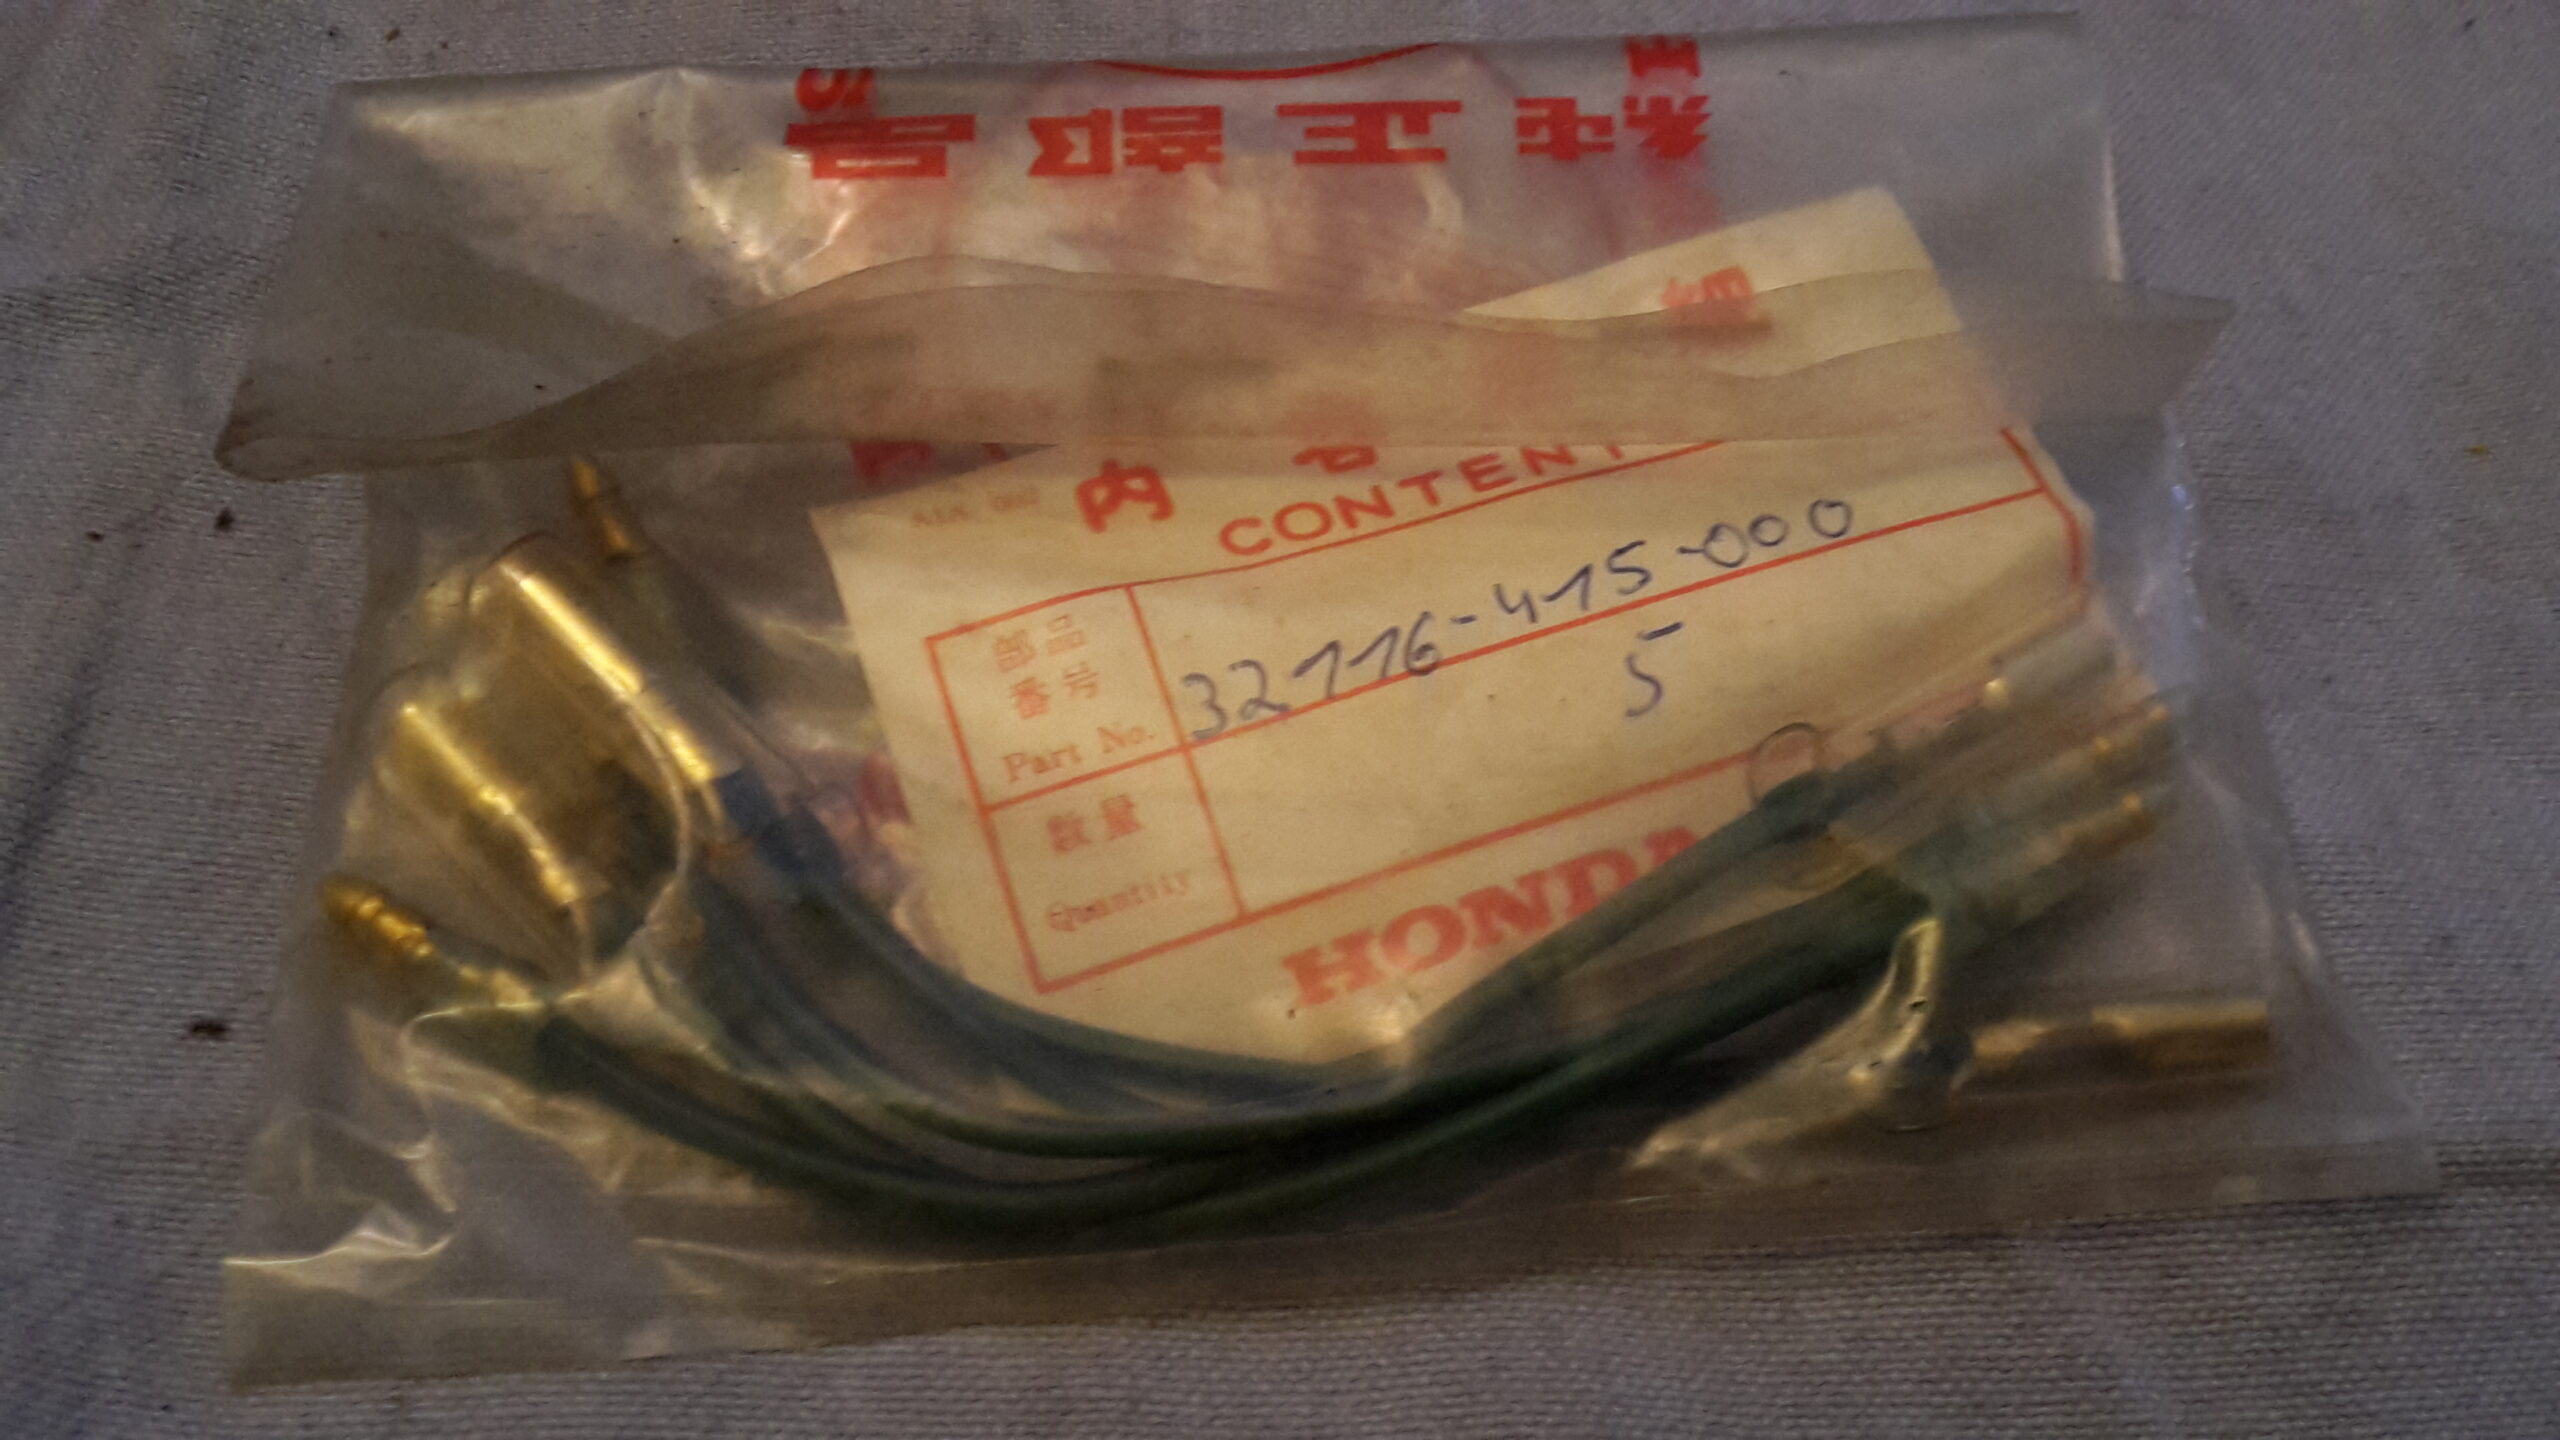 純正部品
内
CONTENT
部品
番号
Part No.
32116-415-000
数量
Quantity
5
HONDA